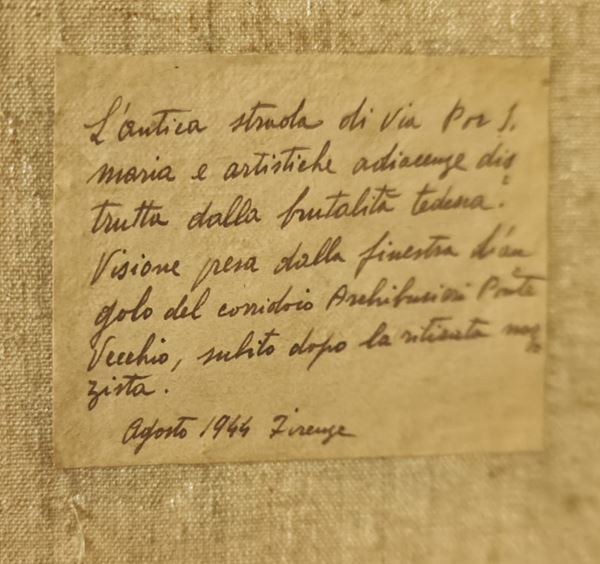 L'antica strada di Via Por S.
maria e artistiche adiacenze dis
trutta dalla brutalità tedesca.
Visione presa dalla finestra d'an
golo del corridoio Archibusieri Ponte
Vecchio, subito dopo la ritirata naz
zista.
Agosto 1944 Firenze